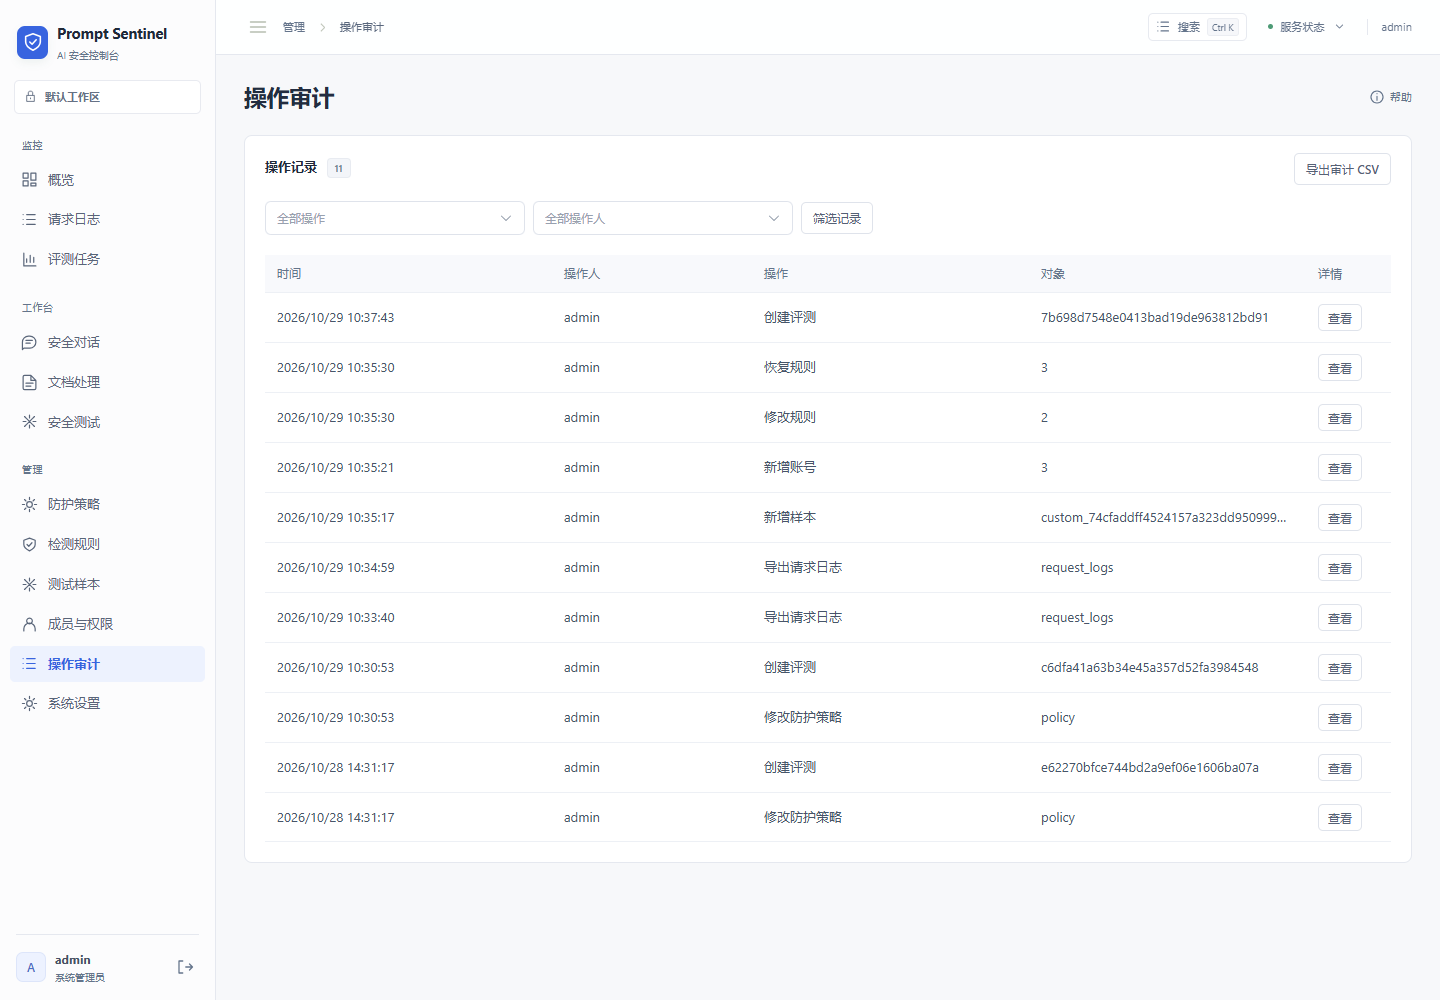 Prompt Sentinel
AI 安全控制台
默认工作区
监控
概览
请求日志
评测任务
工作台
安全对话
文档处理
安全测试
管理
防护策略
检测规则
测试样本
成员与权限
操作审计
系统设置
A
admin
系统管理员
管理 操作审计
搜索 Ctrl K
服务状态
admin
操作审计
帮助
操作记录 11
导出审计 CSV
全部操作 全部操作人 筛选记录
时间 操作人 操作 对象 详情
2026/10/29 10:37:43 admin 创建评测 7b698d7548e0413bad19de963812bd91 查看
2026/10/29 10:35:30 admin 恢复规则 3 查看
2026/10/29 10:35:30 admin 修改规则 2 查看
2026/10/29 10:35:21 admin 新增账号 3 查看
2026/10/29 10:35:17 admin 新增样本 custom_74cfaddff4524157a323dd950999... 查看
2026/10/29 10:34:59 admin 导出请求日志 request_logs 查看
2026/10/29 10:33:40 admin 导出请求日志 request_logs 查看
2026/10/29 10:30:53 admin 创建评测 c6dfa41a63b34e45a357d52fa3984548 查看
2026/10/29 10:30:53 admin 修改防护策略 policy 查看
2026/10/28 14:31:17 admin 创建评测 e62270bfce744bd2a9ef06e1606ba07a 查看
2026/10/28 14:31:17 admin 修改防护策略 policy 查看